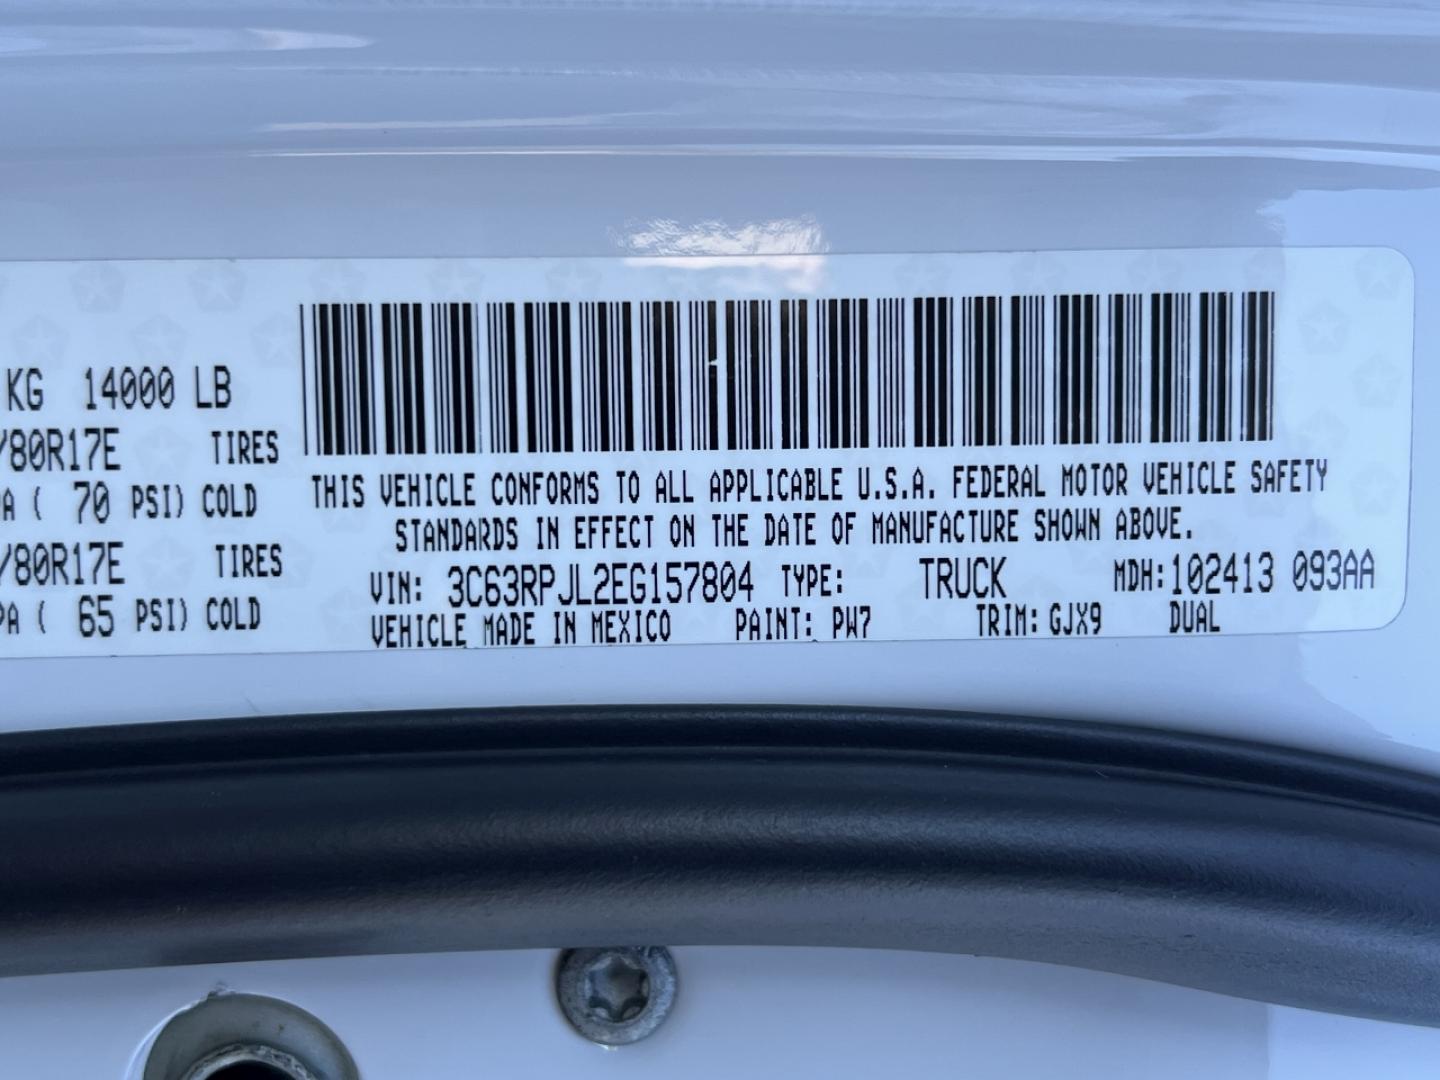 KG 14000 LB
/80R17E TIRES
PA ( 70 PSI) COLD
/80R17E TIRES
PA ( 65 PSI) COLD
THIS VEHICLE CONFORMS TO ALL APPLICABLE U.S.A. FEDERAL MOTOR VEHICLE SAFETY
STANDARDS IN EFFECT ON THE DATE OF MANUFACTURE SHOWN ABOVE.
VIN: 3C63RPJL2EG157804 TYPE: TRUCK MDH:102413 093AA
VEHICLE MADE IN MEXICO PAINT: PW7 TRIM: GJX9 DUAL